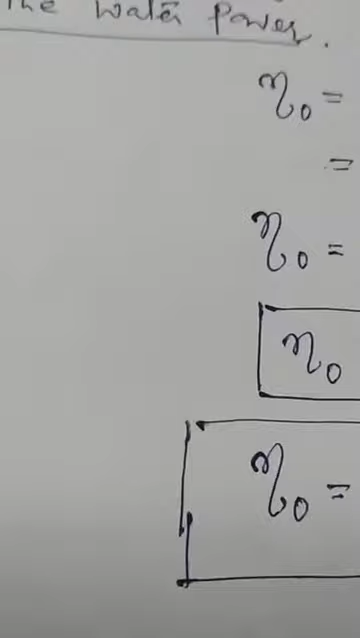 The Water Power.
η₀ =
=
η₀ =
η₀
η₀ =